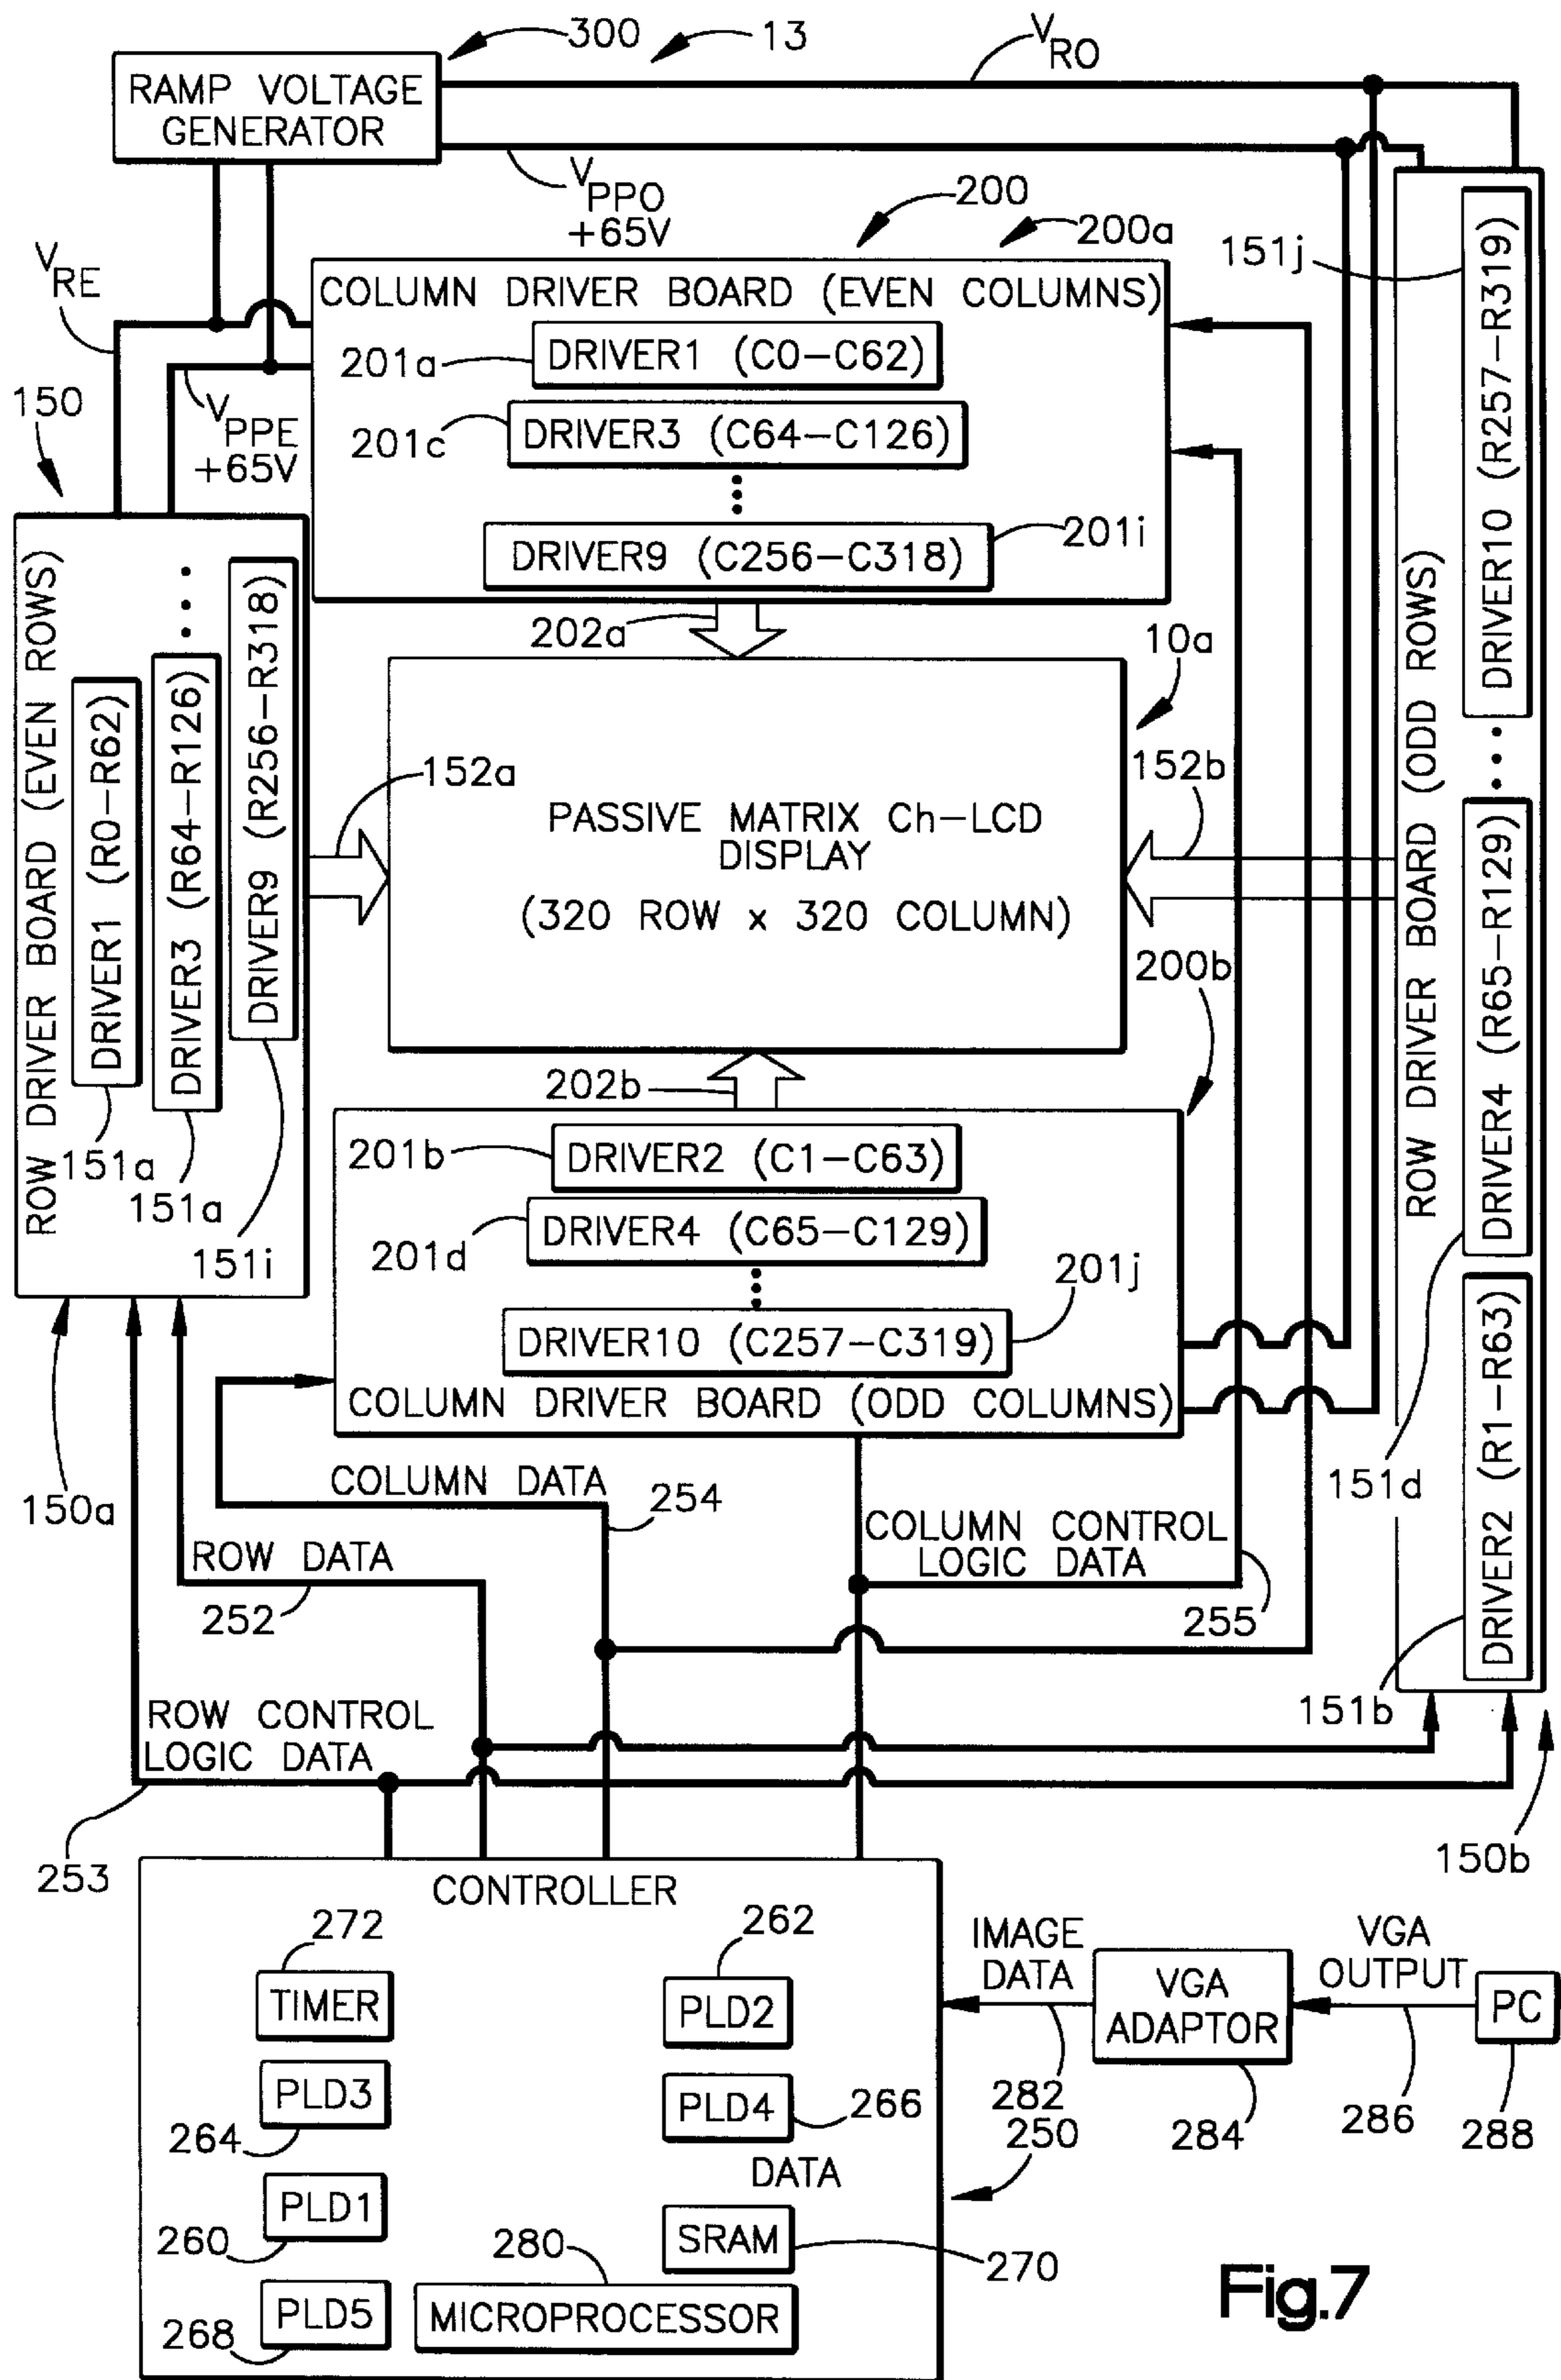 300
13
V RO
RAMP VOLTAGE
GENERATOR
V PPO
+65V
200
200a
V RE
V PPE
+65V
150
COLUMN DRIVER BOARD (EVEN COLUMNS)
201a
DRIVER1 (C0-C62)
201c
DRIVER3 (C64-C126)
DRIVER9 (C256-C318)
201i
202a
ROW DRIVER BOARD (EVEN ROWS)
DRIVER1 (R0-R62)
DRIVER3 (R64-R126)
DRIVER9 (R256-R318)
151a
151a
151i
150a
152a
10a
PASSIVE MATRIX Ch-LCD
DISPLAY
(320 ROW x 320 COLUMN)
152b
151j
ROW DRIVER BOARD (ODD ROWS)
DRIVER10 (R257-R319)
DRIVER4 (R65-R129)
DRIVER2 (R1-R63)
151d
151b
150b
200b
202b
201b
DRIVER2 (C1-C63)
201d
DRIVER4 (C65-C129)
201j
DRIVER10 (C257-C319)
COLUMN DRIVER BOARD (ODD COLUMNS)
COLUMN DATA
254
COLUMN CONTROL
LOGIC DATA
255
ROW DATA
252
ROW CONTROL
LOGIC DATA
253
CONTROLLER
272
TIMER
262
PLD2
PLD3
264
PLD4
266
DATA
PLD1
260
SRAM
270
280
MICROPROCESSOR
PLD5
268
250
IMAGE
DATA
282
VGA
ADAPTOR
284
VGA
OUTPUT
286
PC
288
Fig.7